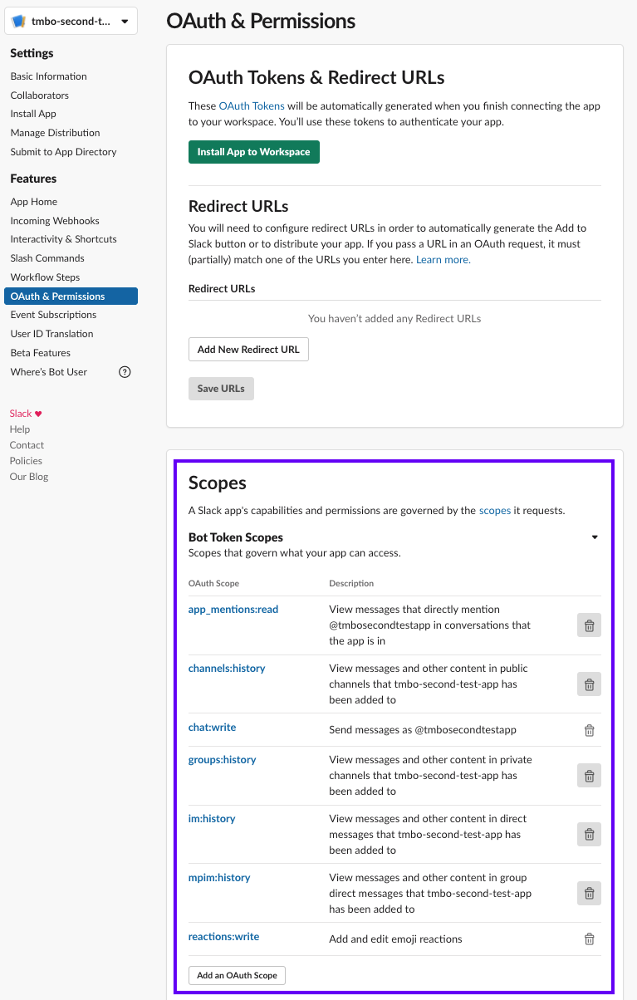 tmbo-second-t...
Settings
Basic Information
Collaborators
Install App
Manage Distribution
Submit to App Directory
Features
App Home
Incoming Webhooks
Interactivity & Shortcuts
Slash Commands
Workflow Steps
OAuth & Permissions
Event Subscriptions
User ID Translation
Beta Features
Where's Bot User ?
Slack ♥
Help
Contact
Policies
Our Blog
OAuth & Permissions
OAuth Tokens & Redirect URLs
These OAuth Tokens will be automatically generated when you finish connecting the app
to your workspace. You'll use these tokens to authenticate your app.
Install App to Workspace
Redirect URLs
You will need to configure redirect URLs in order to automatically generate the Add to
Slack button or to distribute your app. If you pass a URL in an OAuth request, it must
(partially) match one of the URLs you enter here. Learn more.
Redirect URLs
You haven't added any Redirect URLs
Add New Redirect URL
Save URLs
Scopes
A Slack app's capabilities and permissions are governed by the scopes it requests.
Bot Token Scopes
Scopes that govern what your app can access.
OAuth Scope Description
app_mentions:read View messages that directly mention
@tmbosecondtestapp in conversations that
the app is in
channels:history View messages and other content in public
channels that tmbo-second-test-app has
been added to
chat:write Send messages as @tmbosecondtestapp
groups:history View messages and other content in private
channels that tmbo-second-test-app has
been added to
im:history View messages and other content in direct
messages that tmbo-second-test-app has
been added to
mpim:history View messages and other content in group
direct messages that tmbo-second-test-app
has been added to
reactions:write Add and edit emoji reactions
Add an OAuth Scope